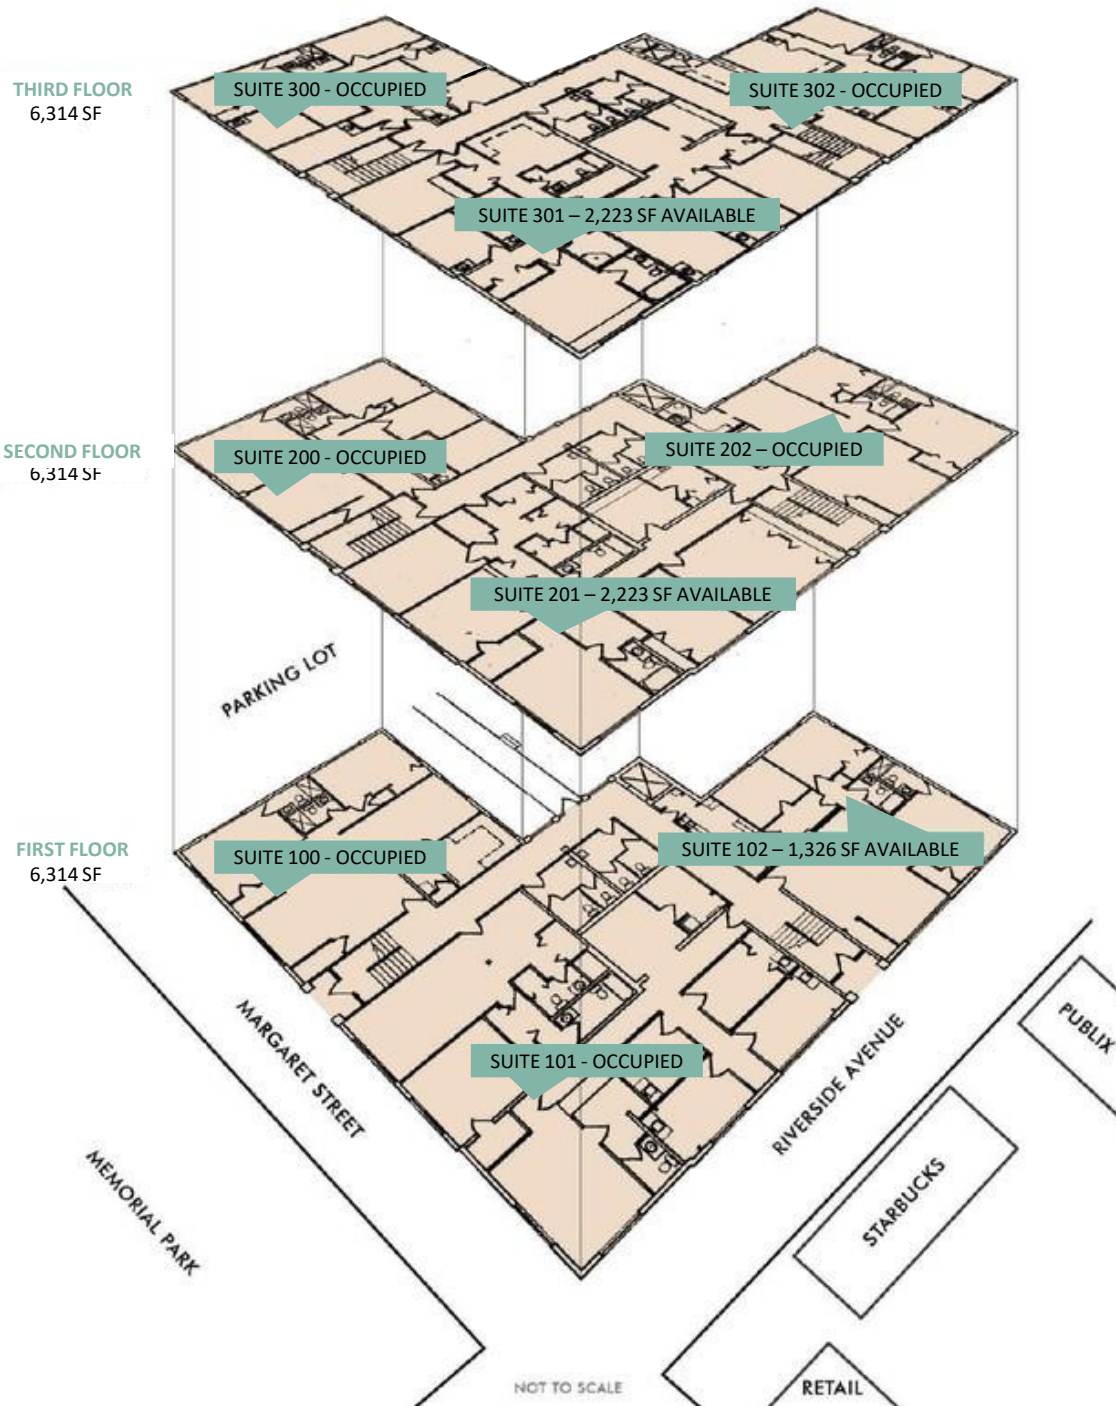 THIRD FLOOR
6,314 SF
SUITE 300 - OCCUPIED
SUITE 302 - OCCUPIED
SUITE 301 – 2,223 SF AVAILABLE
SECOND FLOOR
6,314 SF
SUITE 200 - OCCUPIED
SUITE 202 – OCCUPIED
SUITE 201 – 2,223 SF AVAILABLE
PARKING LOT
FIRST FLOOR
6,314 SF
SUITE 100 - OCCUPIED
SUITE 102 – 1,326 SF AVAILABLE
SUITE 101 - OCCUPIED
MARGARET STREET
RIVERSIDE AVENUE
PUBLIX
MEMORIAL PARK
STARBUCKS
NOT TO SCALE
RETAIL